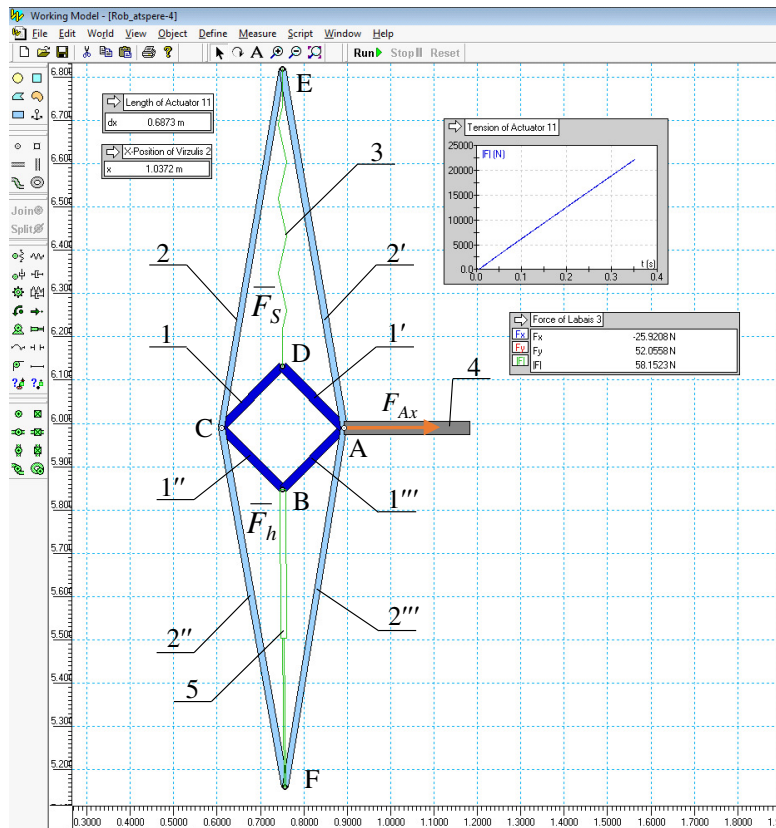 Working Model - [Rob_atspere-4]
File Edit World View Object Define Measure Script Window Help
Run Stop Reset
Join
Split
6.800
6.700
6.600
6.500
6.400
6.300
6.200
6.100
6.000
5.900
5.800
5.700
5.600
5.500
5.400
5.300
5.200
0.3000 0.4000 0.5000 0.6000 0.7000 0.8000 0.9000 1.0000 1.1000 1.2000 1.3000 1.4000 1.5000 1.6000 1.7000 1.8000
Length of Actuator 11
dx 0.6873 m
X-Position of Virzulis 2
x 1.0372 m
Tension of Actuator 11
|F| (N)
25000
20000
15000
10000
5000
0.0
0.0 0.1 0.2 0.3 0.4
t (s)
Force of Labais 3
Fx Fx -25.9208 N
Fy Fy 52.0558 N
|F| |F| 58.1523 N
E
3
2 2′
F_S
1 D 1′
F_Ax 4
C A
1″ B 1‴
F_h
2″ 2‴
5
F